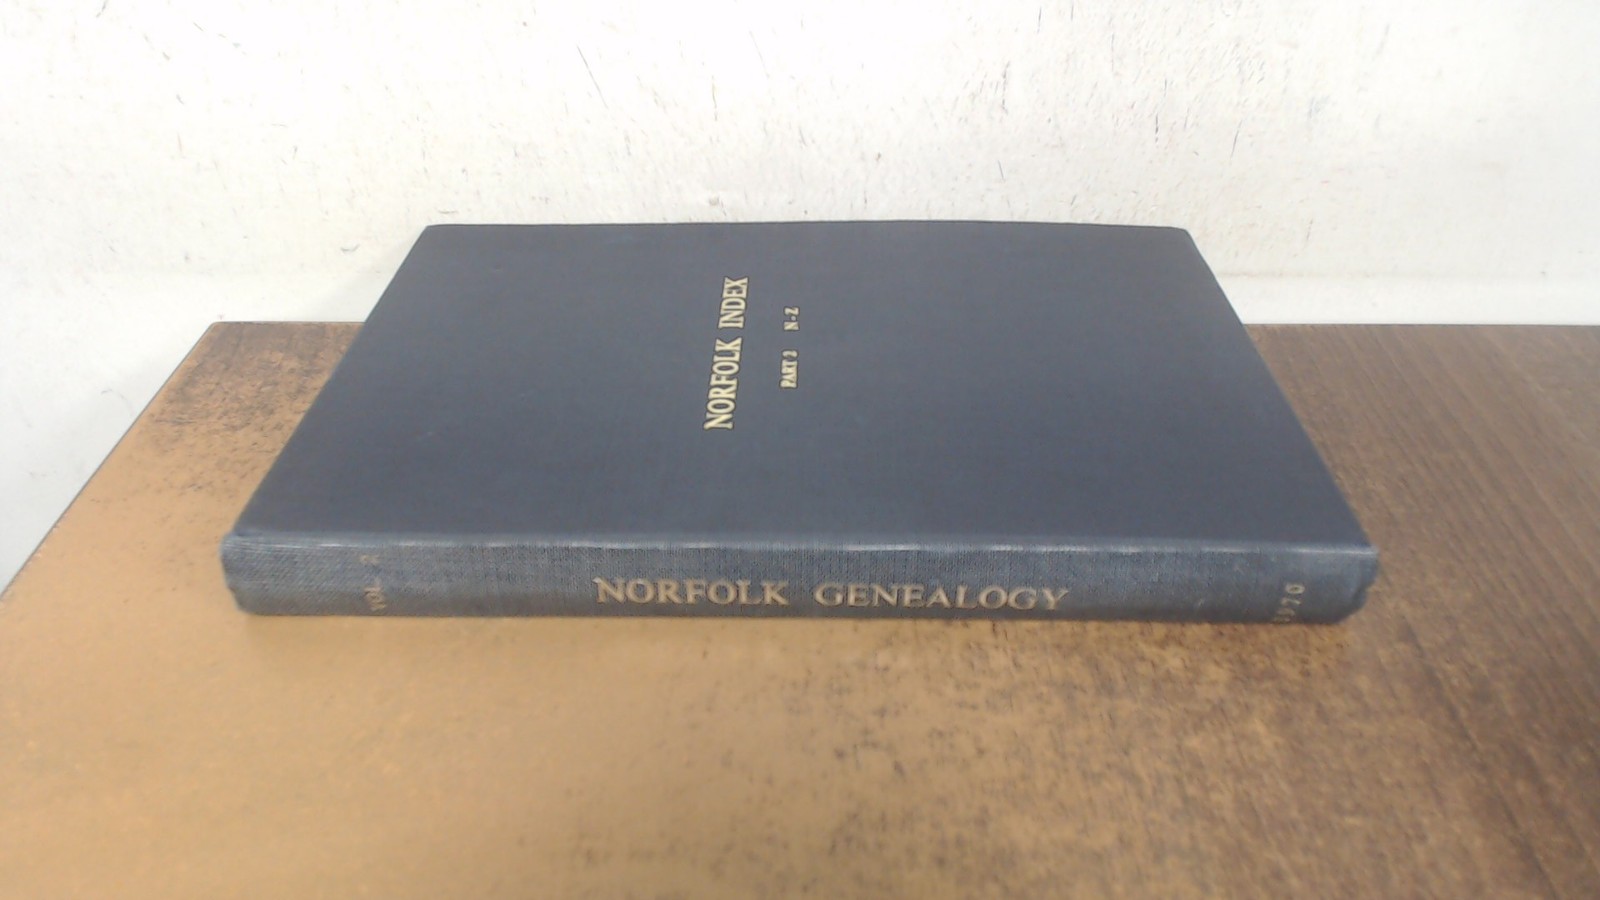 NORFOLK INDEX
PART 2 N-Z
VOL 2
NORFOLK GENEALOGY
1970